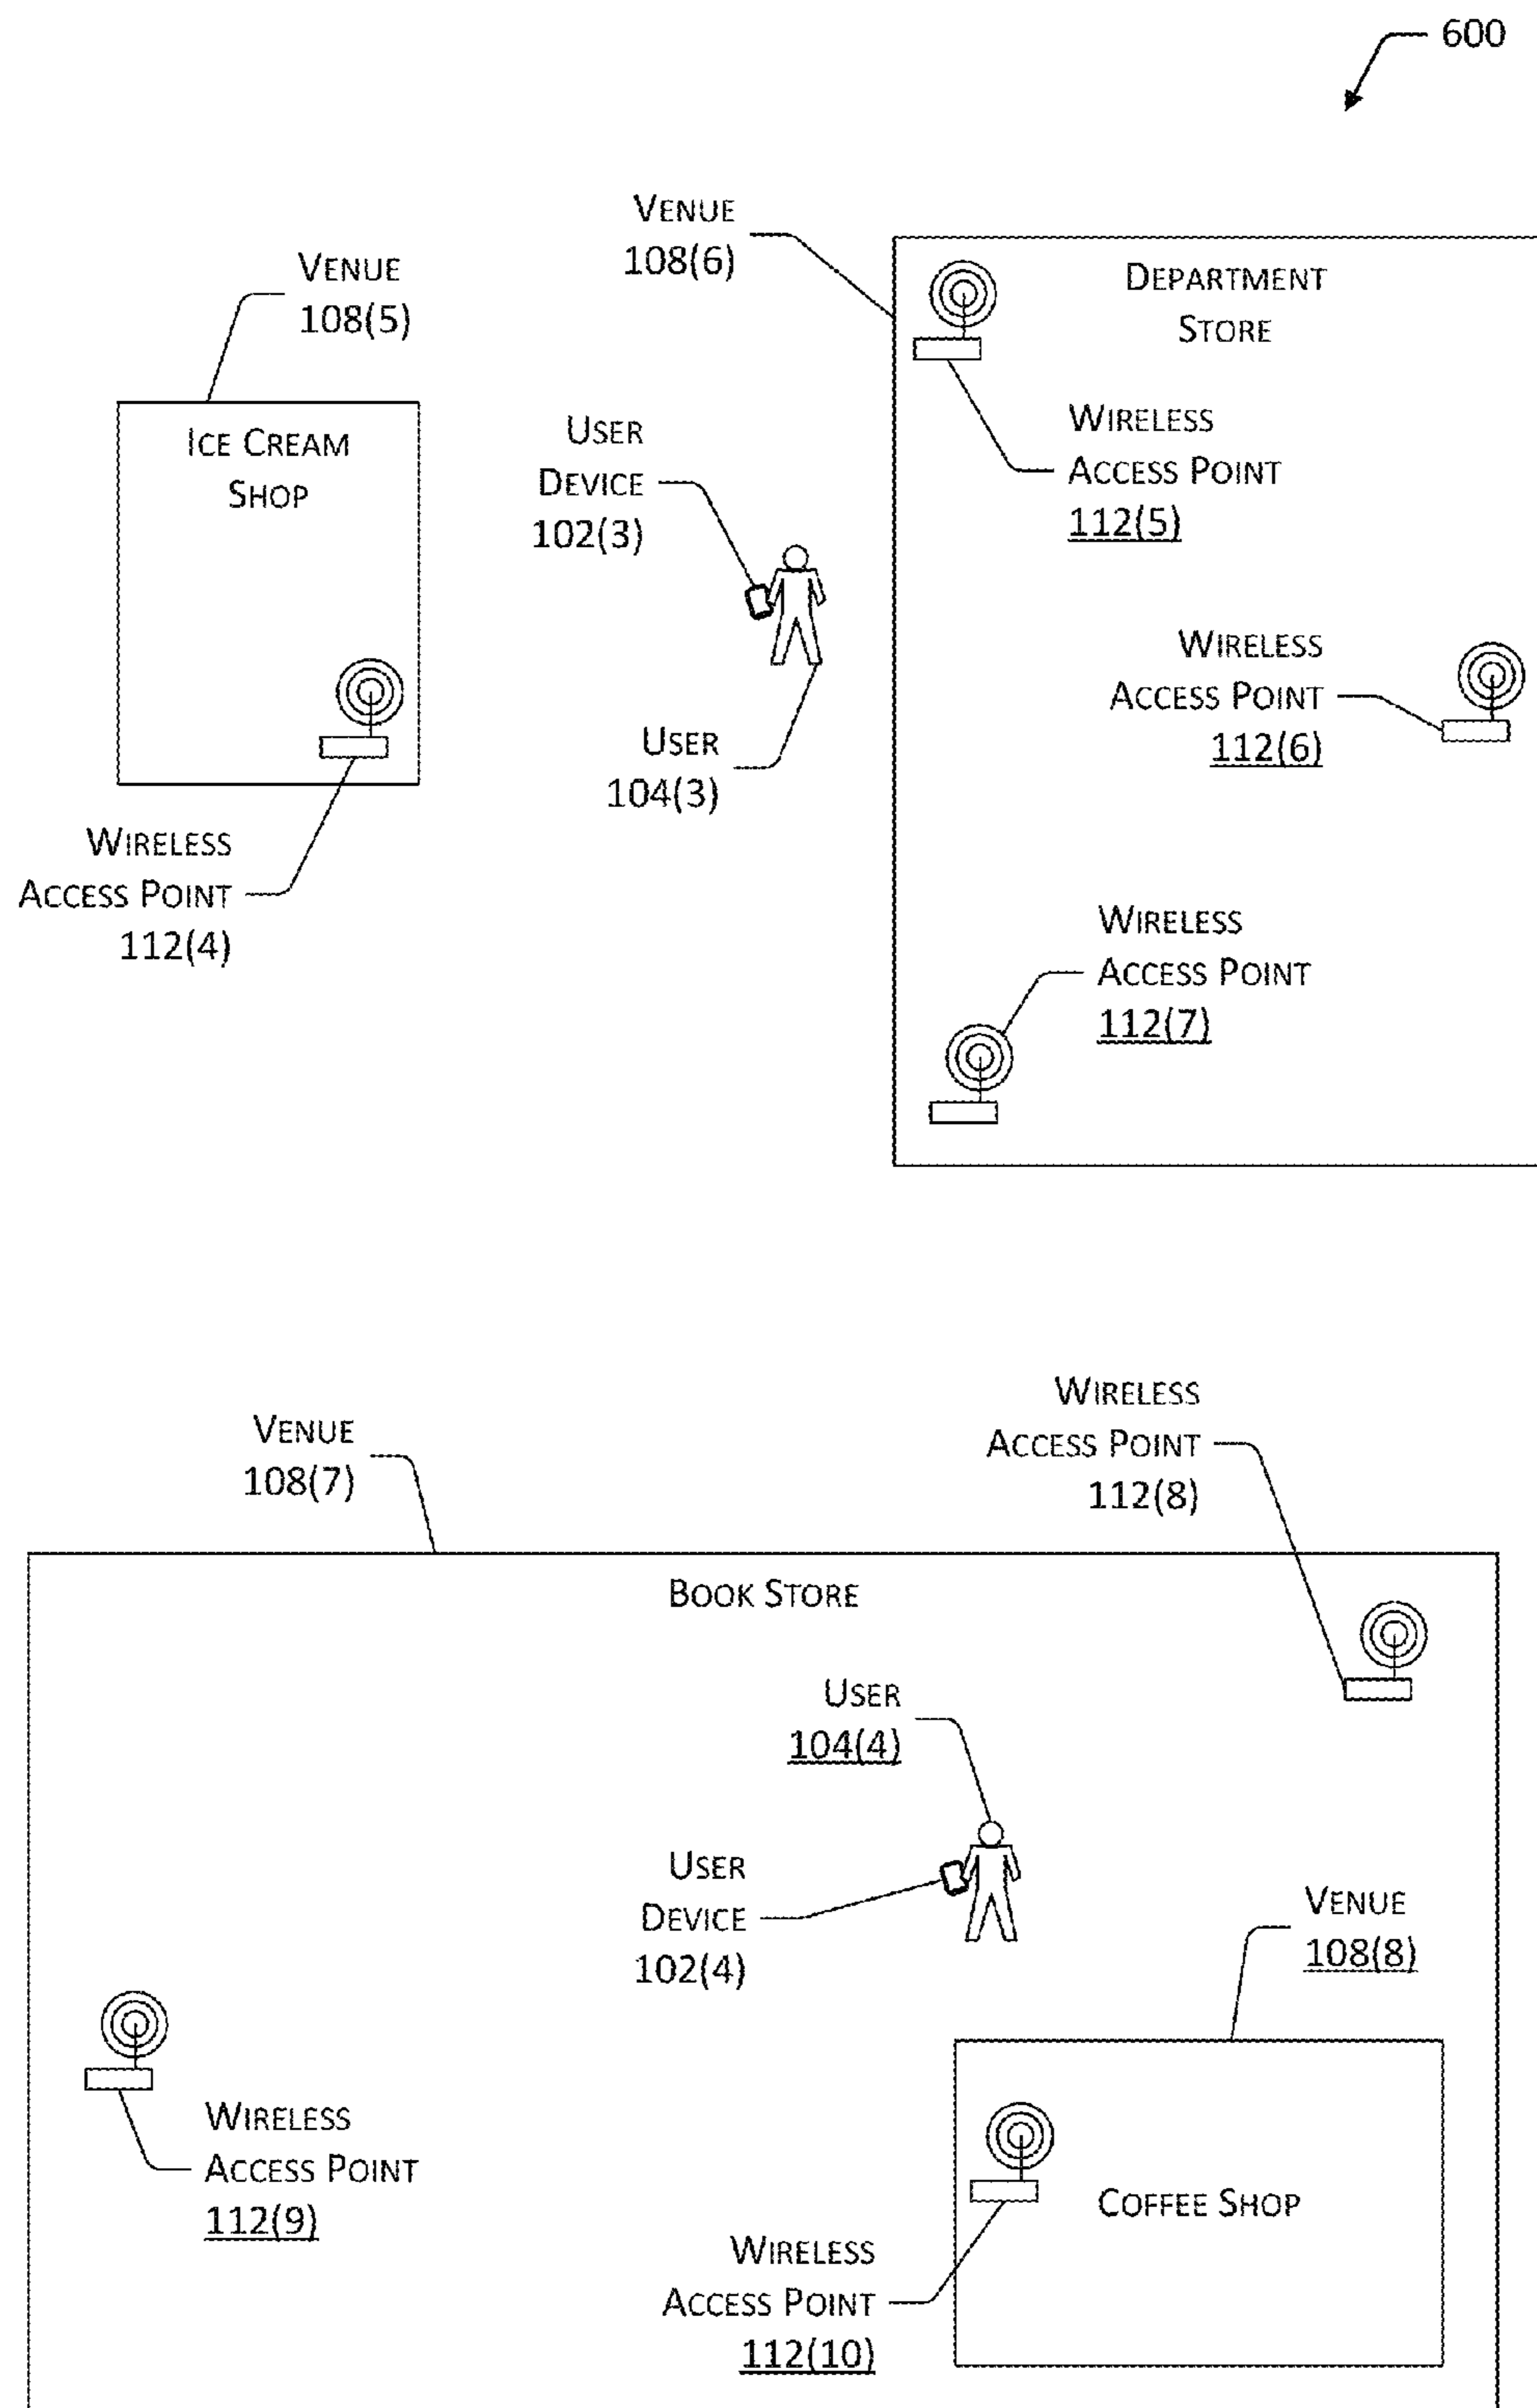 600
VENUE
108(6)
VENUE
108(5)
DEPARTMENT
STORE
ICE CREAM
SHOP
USER
DEVICE
102(3)
WIRELESS
ACCESS POINT
112(5)
WIRELESS
ACCESS POINT
112(6)
USER
104(3)
WIRELESS
ACCESS POINT
112(4)
WIRELESS
ACCESS POINT
112(7)
WIRELESS
ACCESS POINT
112(8)
VENUE
108(7)
BOOK STORE
USER
104(4)
USER
DEVICE
102(4)
VENUE
108(8)
WIRELESS
ACCESS POINT
112(9)
COFFEE SHOP
WIRELESS
ACCESS POINT
112(10)